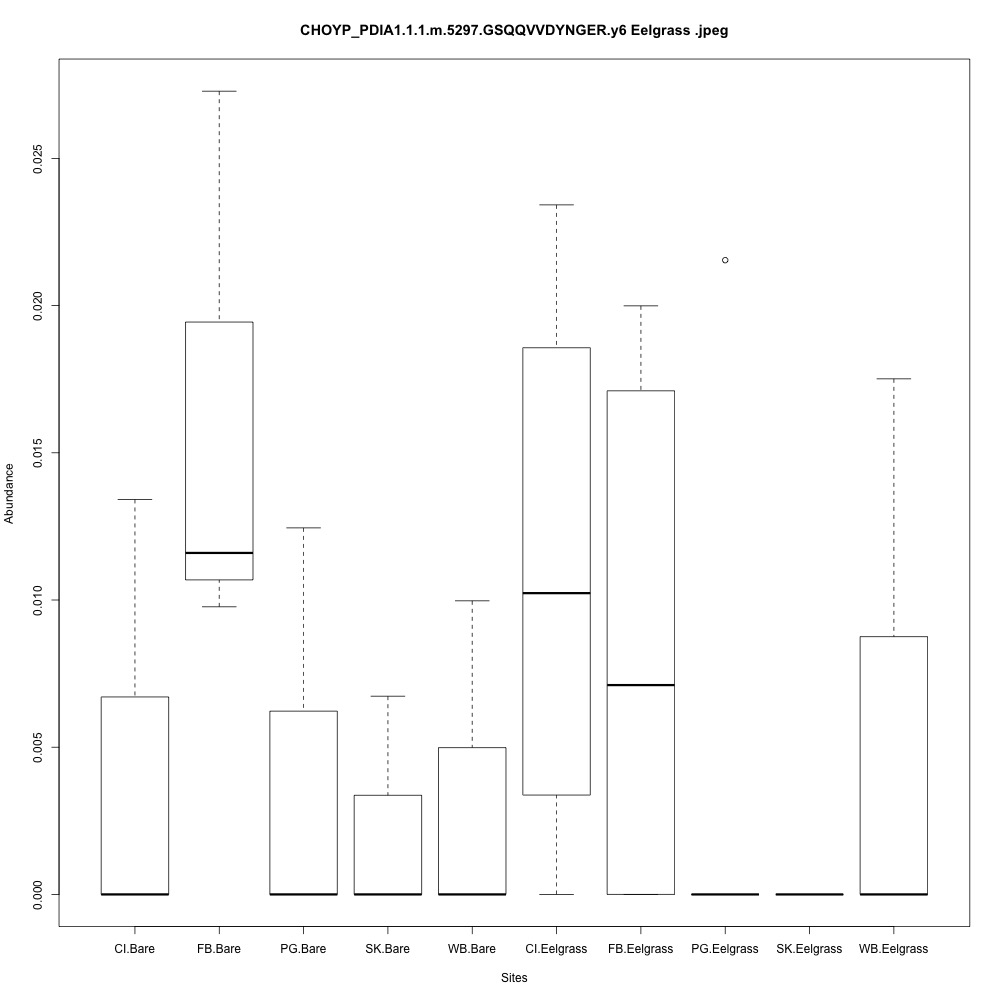 CHOYP_PDIA1.1.1.m.5297.GSQQVVDYNGER.y6 Eelgrass .jpeg
0.025
0.020
0.015
0.010
0.005
0.000
Abundance
CI.Bare FB.Bare PG.Bare SK.Bare WB.Bare CI.Eelgrass FB.Eelgrass PG.Eelgrass SK.Eelgrass WB.Eelgrass
Sites